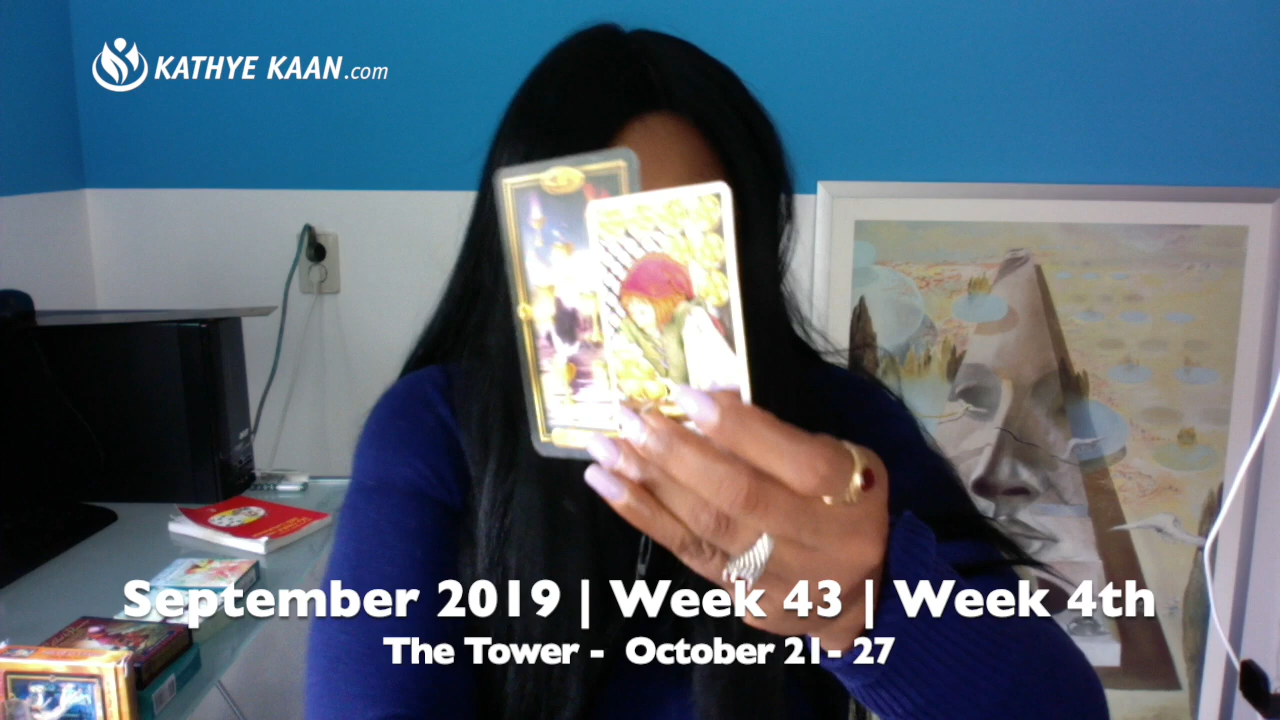 KATHYE KAAN.com
September 2019 | Week 43 | Week 4th
The Tower - October 21- 27